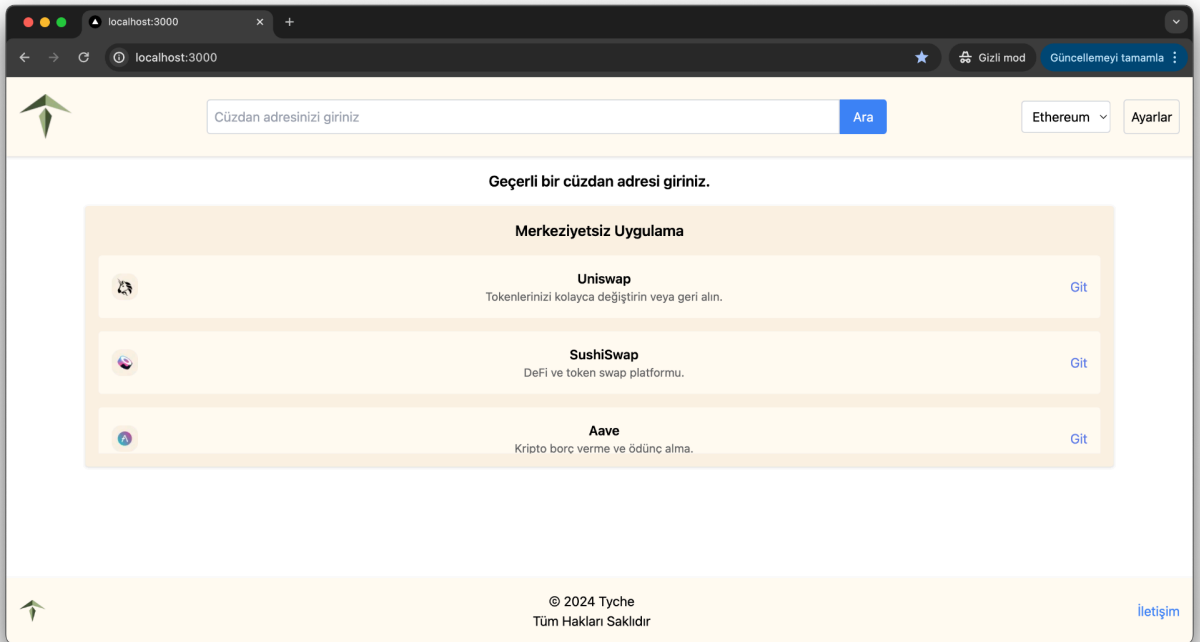 localhost:3000
localhost:3000
Gizli mod
Güncellemeyi tamamla
Cüzdan adresinizi giriniz
Ara
Ethereum
Ayarlar
Geçerli bir cüzdan adresi giriniz.
Merkeziyetsiz Uygulama
Uniswap
Tokenlerinizi kolayca değiştirin veya geri alın.
Git
SushiSwap
DeFi ve token swap platformu.
Git
Aave
Kripto borç verme ve ödünç alma.
Git
© 2024 Tyche
Tüm Hakları Saklıdır
İletişim